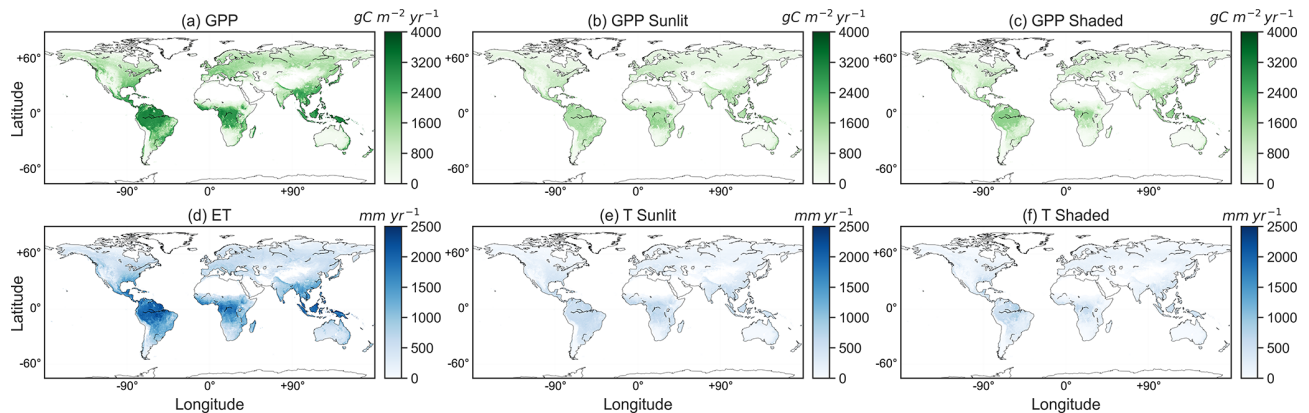 (a) GPP
gC m−2 yr−1
(b) GPP Sunlit
gC m−2 yr−1
(c) GPP Shaded
gC m−2 yr−1
Latitude
+60°
0°
-60°
-90° 0° +90°
4000
3200
2400
1600
800
0
+60°
0°
-60°
-90° 0° +90°
4000
3200
2400
1600
800
0
+60°
0°
-60°
-90° 0° +90°
4000
3200
2400
1600
800
0
(d) ET
mm yr−1
(e) T Sunlit
mm yr−1
(f) T Shaded
mm yr−1
Latitude
+60°
0°
-60°
-90° 0° +90°
2500
2000
1500
1000
500
0
+60°
0°
-60°
-90° 0° +90°
2500
2000
1500
1000
500
0
+60°
0°
-60°
-90° 0° +90°
2500
2000
1500
1000
500
0
Longitude
Longitude
Longitude